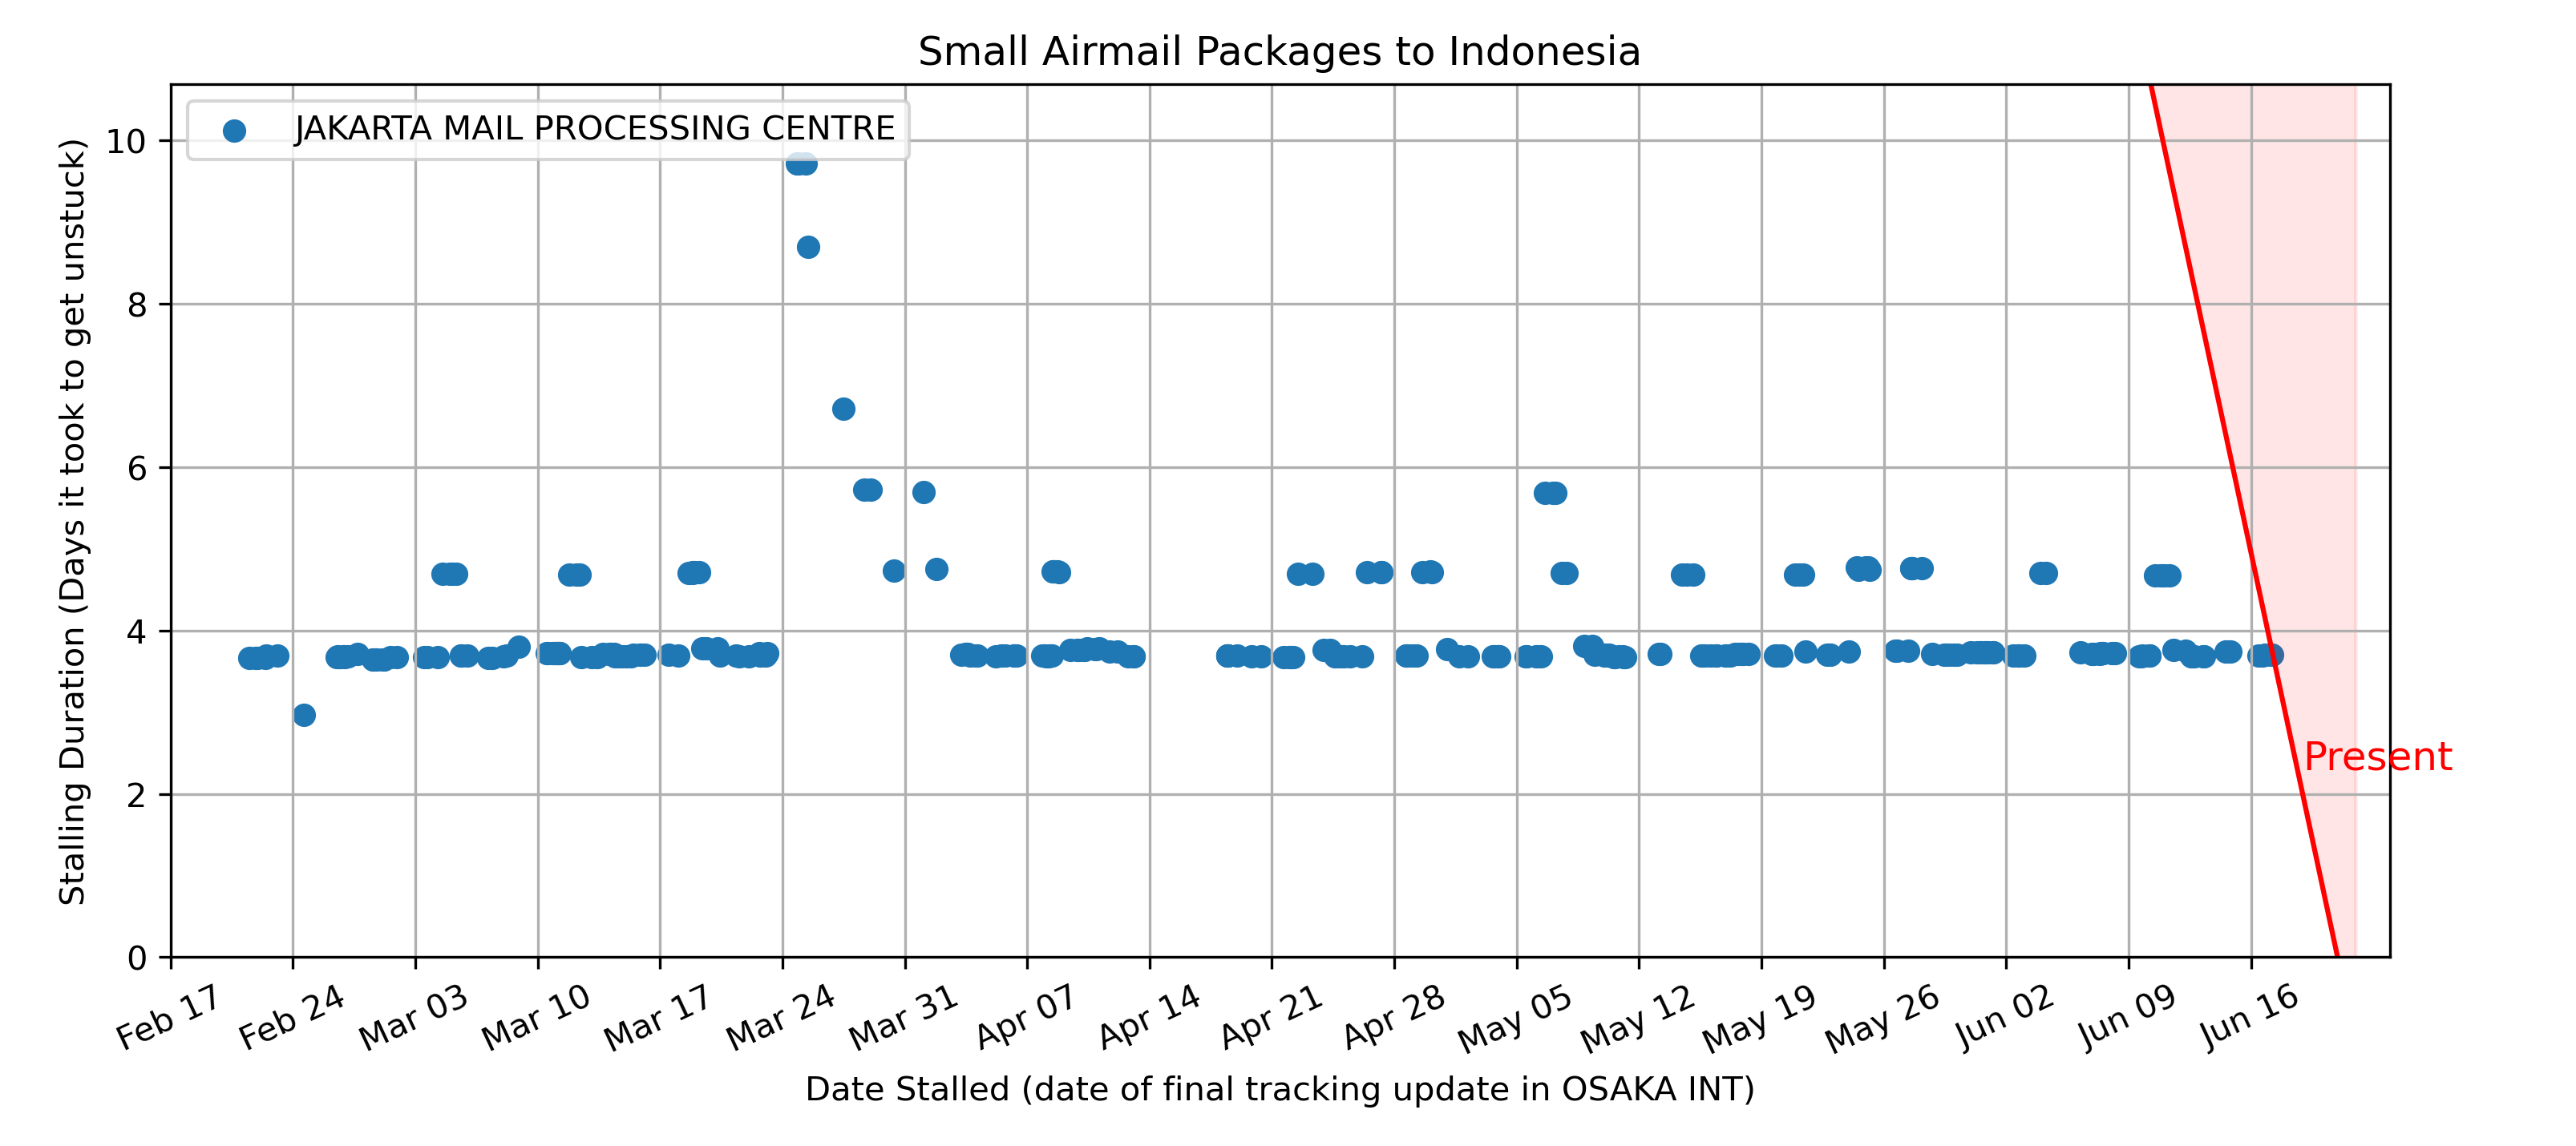 Small Airmail Packages to Indonesia
JAKARTA MAIL PROCESSING CENTRE
Stalling Duration (Days it took to get unstuck)
10
8
6
4
2
0
Present
Feb 17
Feb 24
Mar 03
Mar 10
Mar 17
Mar 24
Mar 31
Apr 07
Apr 14
Apr 21
Apr 28
May 05
May 12
May 19
May 26
Jun 02
Jun 09
Jun 16
Date Stalled (date of final tracking update in OSAKA INT)